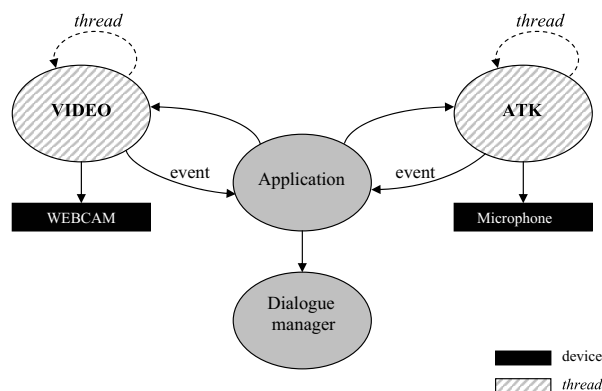 thread
thread
VIDEO
ATK
event
event
Application
WEBCAM
Microphone
Dialogue
manager
device
thread